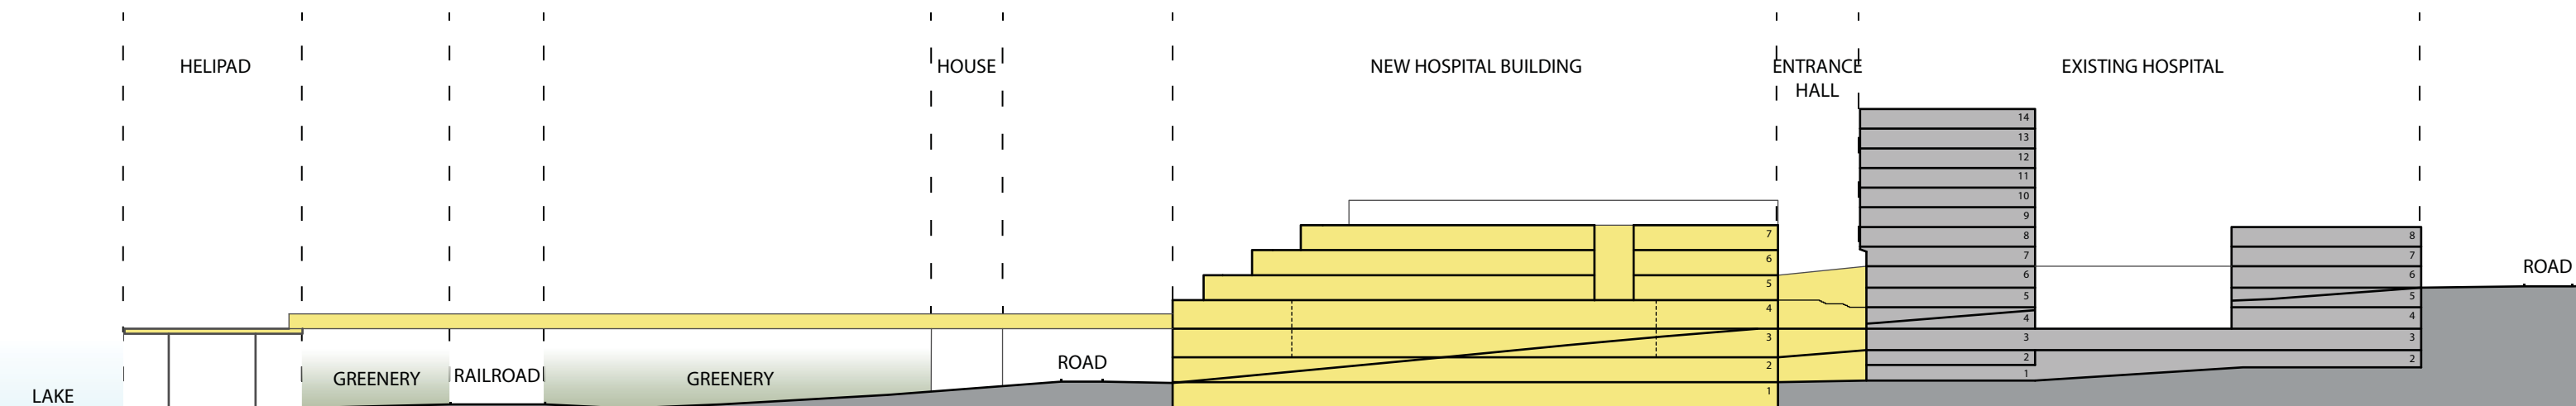 HELIPAD
HOUSE
NEW HOSPITAL BUILDING
ENTRANCE
HALL
EXISTING HOSPITAL
14
13
12
11
10
9
8
7
6
5
4
3
2
1
8
7
6
5
4
3
2
7
6
5
4
3
2
1
ROAD
ROAD
GREENERY
RAILROAD
GREENERY
LAKE